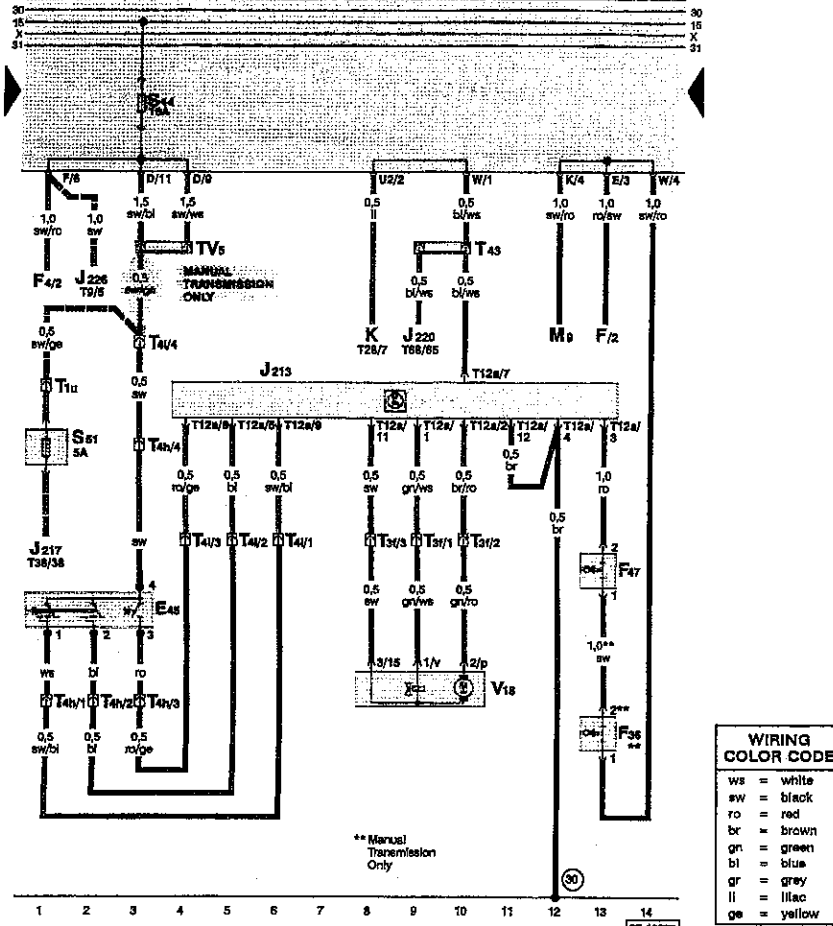 30 30
15 15
X X
31 31
S
F/6 D/11 D/9 U2/2 W/1 K/4 E/3 W/4
1,0 1,0 1,5 1,5 0,5 0,5 1,0 1,0 1,0
sw/ro sw sw/bl sw/ws li bl/ws sw/ro ro/sw sw/ro
TV5 T43
F4/2 J226 0,5 MANUAL 0,5 0,5
T9/5 TRANSMISSION bl/ws bl/ws
ONLY
0,5 K J220 M9 F/2
sw/ge T4i/4 T28/7 T68/65
0,5 J213 T12a/7
sw
T1u
T12a/5 T12a/9 T12a/ T12a/ T12a/2 T12a/ T12a/ T12a/
11 1 12 4 3
S51 T4h/4
5A
0,5 0,5 0,5 0,5 0,5 0,5 0,5 1,0
ro/ge bl sw/bl sw gn/ws br/ro br ro
0,5
br
J217 sw T4i/3 T4i/2 T4i/1 T3f/3 T3f/1 T3f/2
T38/38
4 2
E45 F47
0,5 0,5 0,5 1
sw gn/ws gn/ro
1 2 3
1,0**
sw
ws bl ro 3/15 1/v 2/p
V18
T4h/1 T4h/2 T4h/3 2**
F36
**
0,5 0,5 0,5 1
sw/bl bl ro/ge
** Manual
Transmission
Only
30
1 2 3 4 5 6 7 8 9 10 11 12 13 14
WIRING
COLOR CODE
ws = white
sw = black
ro = red
br = brown
gn = green
bl = blue
gr = grey
li = lilac
ge = yellow